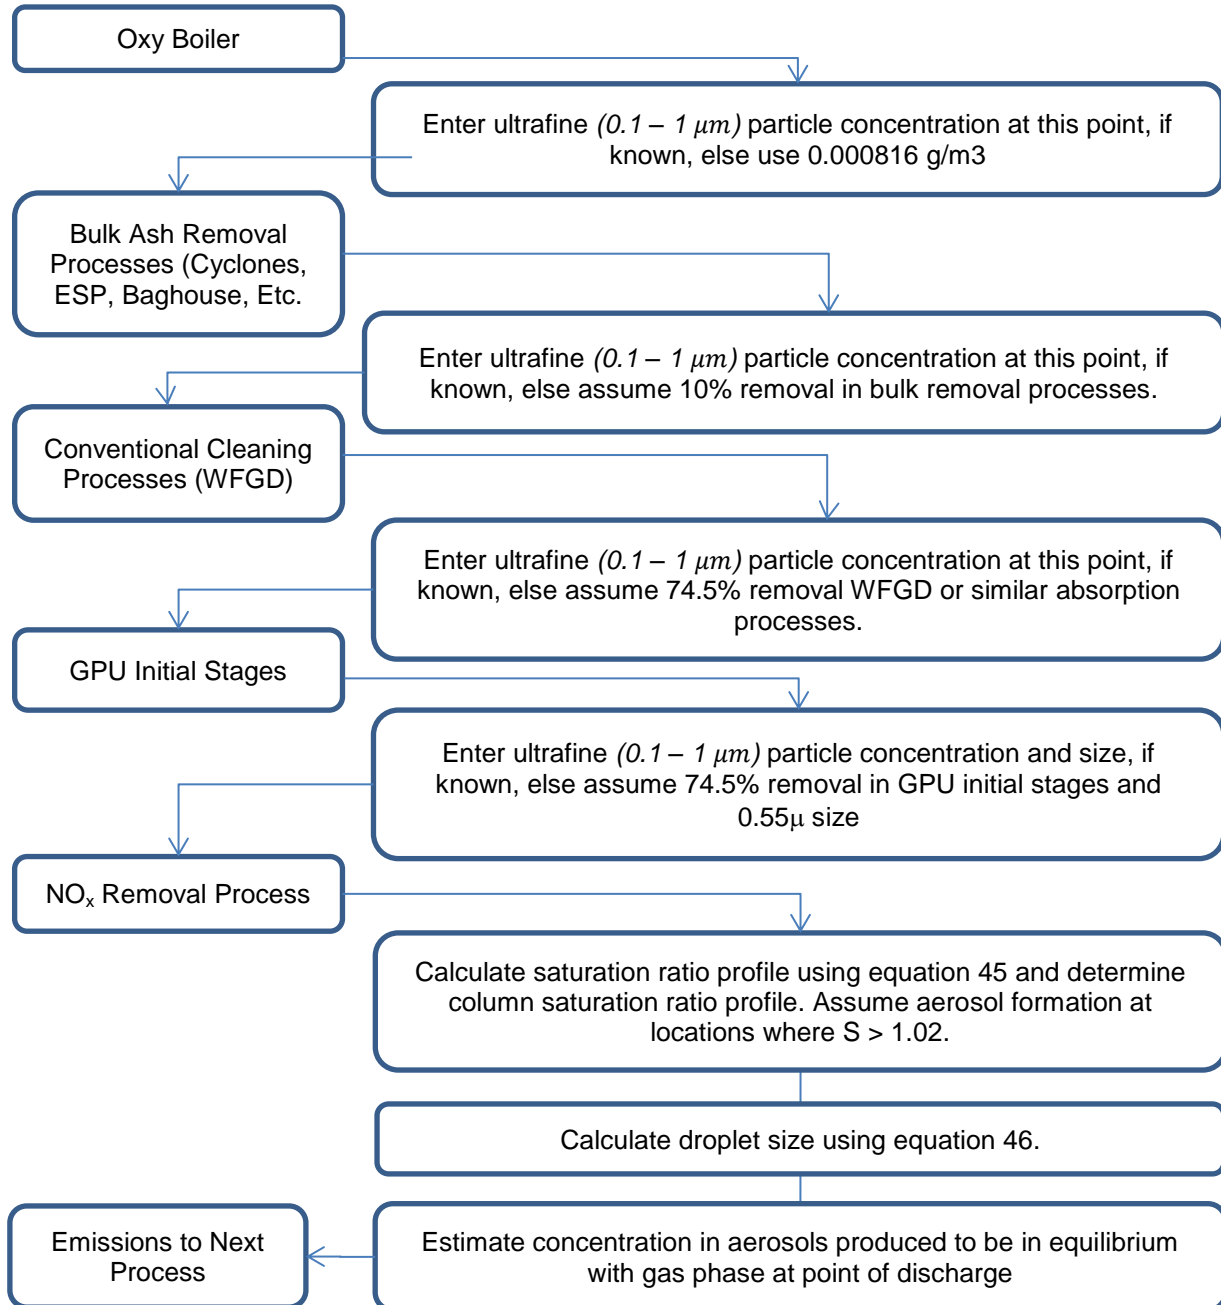 Oxy Boiler
Enter ultrafine (0.1 – 1 μm) particle concentration at this point, if
known, else use 0.000816 g/m3
Bulk Ash Removal
Processes (Cyclones,
ESP, Baghouse, Etc.
Enter ultrafine (0.1 – 1 μm) particle concentration at this point, if
known, else assume 10% removal in bulk removal processes.
Conventional Cleaning
Processes (WFGD)
Enter ultrafine (0.1 – 1 μm) particle concentration at this point, if
known, else assume 74.5% removal WFGD or similar absorption
processes.
GPU Initial Stages
Enter ultrafine (0.1 – 1 μm) particle concentration and size, if
known, else assume 74.5% removal in GPU initial stages and
0.55μ size
NOx Removal Process
Calculate saturation ratio profile using equation 45 and determine
column saturation ratio profile. Assume aerosol formation at
locations where S > 1.02.
Calculate droplet size using equation 46.
Estimate concentration in aerosols produced to be in equilibrium
with gas phase at point of discharge
Emissions to Next
Process